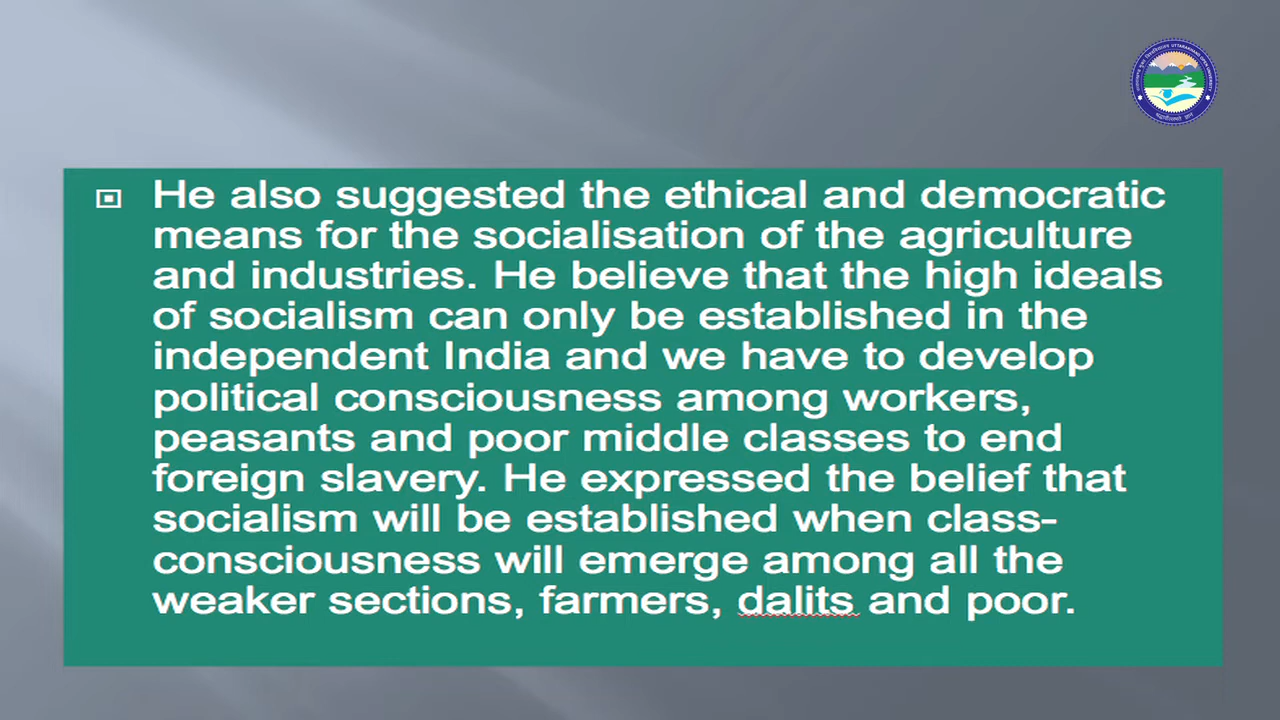 He also suggested the ethical and democratic
means for the socialisation of the agriculture
and industries. He believe that the high ideals
of socialism can only be established in the
independent India and we have to develop
political consciousness among workers,
peasants and poor middle classes to end
foreign slavery. He expressed the belief that
socialism will be established when class-
consciousness will emerge among all the
weaker sections, farmers, dalits and poor.